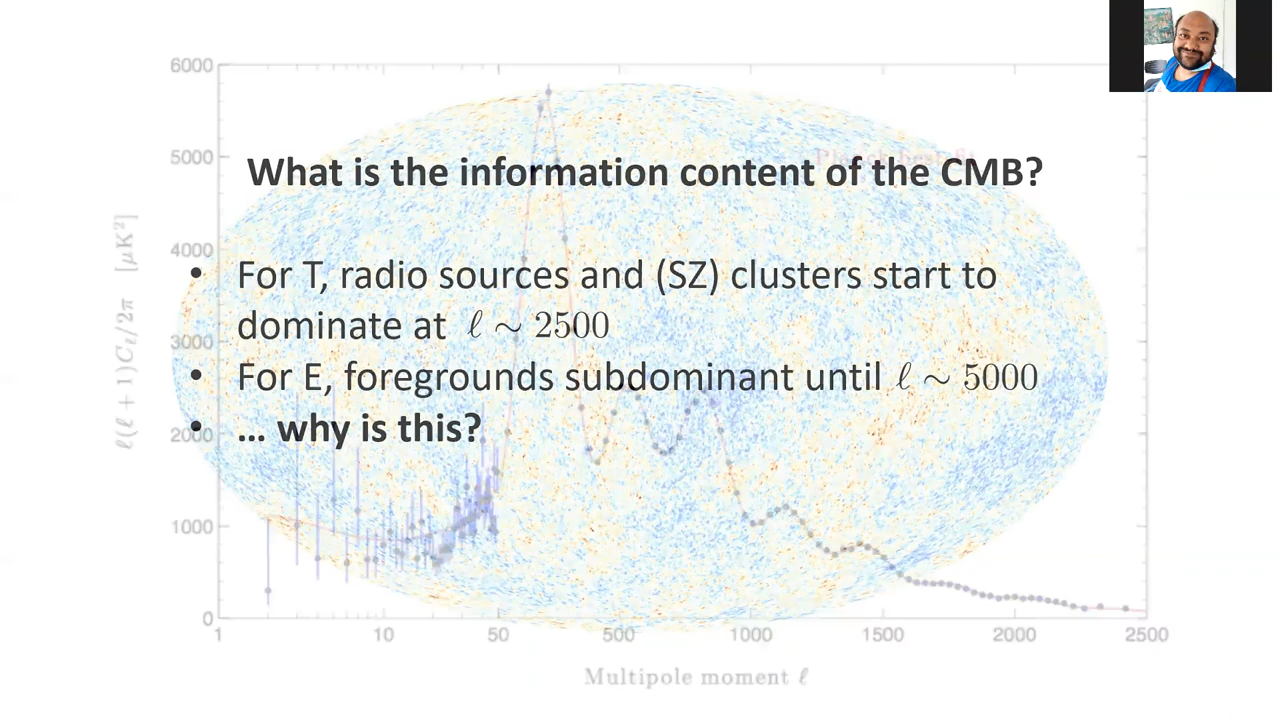 What is the information content of the CMB?
• For T, radio sources and (SZ) clusters start to
dominate at ℓ ∼ 2500
• For E, foregrounds subdominant until ℓ ∼ 5000
• … why is this?
ℓ(ℓ + 1)Cℓ/2π [μK²]
6000
5000
4000
3000
2000
1000
0
1 10 50 500 1000 1500 2000 2500
Multipole moment ℓ